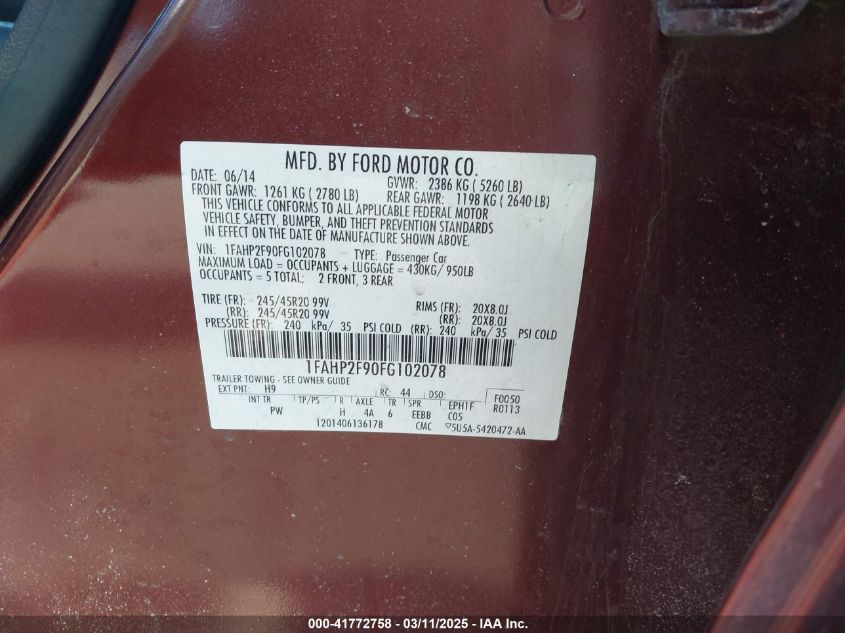 MFD. BY FORD MOTOR CO.
DATE: 06/14 GVWR: 2386 KG ( 5260 LB)
FRONT GAWR: 1261 KG ( 2780 LB) REAR GAWR: 1198 KG ( 2640 LB)
THIS VEHICLE CONFORMS TO ALL APPLICABLE FEDERAL MOTOR
VEHICLE SAFETY, BUMPER, AND THEFT PREVENTION STANDARDS
IN EFFECT ON THE DATE OF MANUFACTURE SHOWN ABOVE.
VIN: 1FAHP2F90FG102078 TYPE: Passenger Car
MAXIMUM LOAD = OCCUPANTS + LUGGAGE = 430KG/ 950LB
OCCUPANTS = 5 TOTAL; 2 FRONT, 3 REAR
TIRE (FR): 245/45R20 99V RIMS (FR): 20X8.0J
(RR): 245/45R20 99V (RR): 20X8.0J
PRESSURE (FR): 240 kPa/ 35 PSI COLD (RR): 240 kPa/ 35 PSI COLD
1FAHP2F90FG102078
TRAILER TOWING - SEE OWNER GUIDE
EXT PNT: H9 RC: 44 DSO: F0050
INT TR TP/PS R AXLE TR SPR EPH1F R0113
PW H 4A 6 EEBB C05
1201406136178 CMC ▽5U5A-5420472-AA
000-41772758 - 03/11/2025 - IAA, Inc.